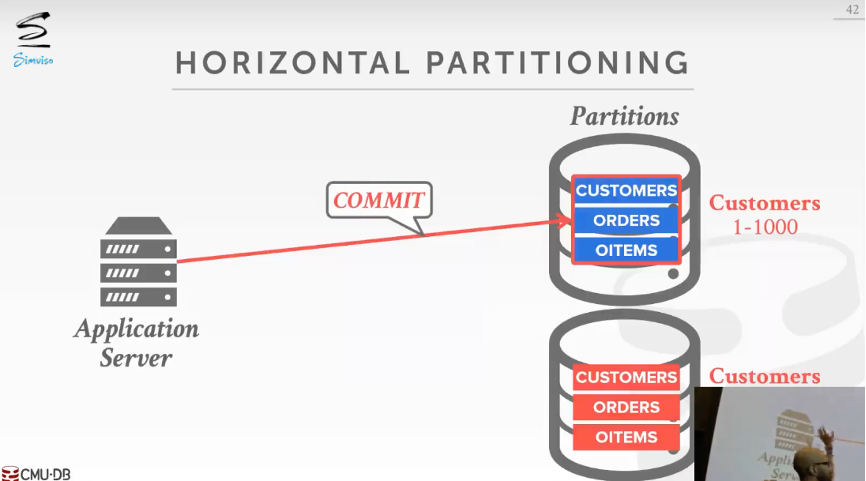 42
Simviso
HORIZONTAL PARTITIONING
Partitions
COMMIT
CUSTOMERS
ORDERS
OITEMS
Customers
1-1000
Application
Server
CUSTOMERS
ORDERS
OITEMS
Customers
CMU·DB